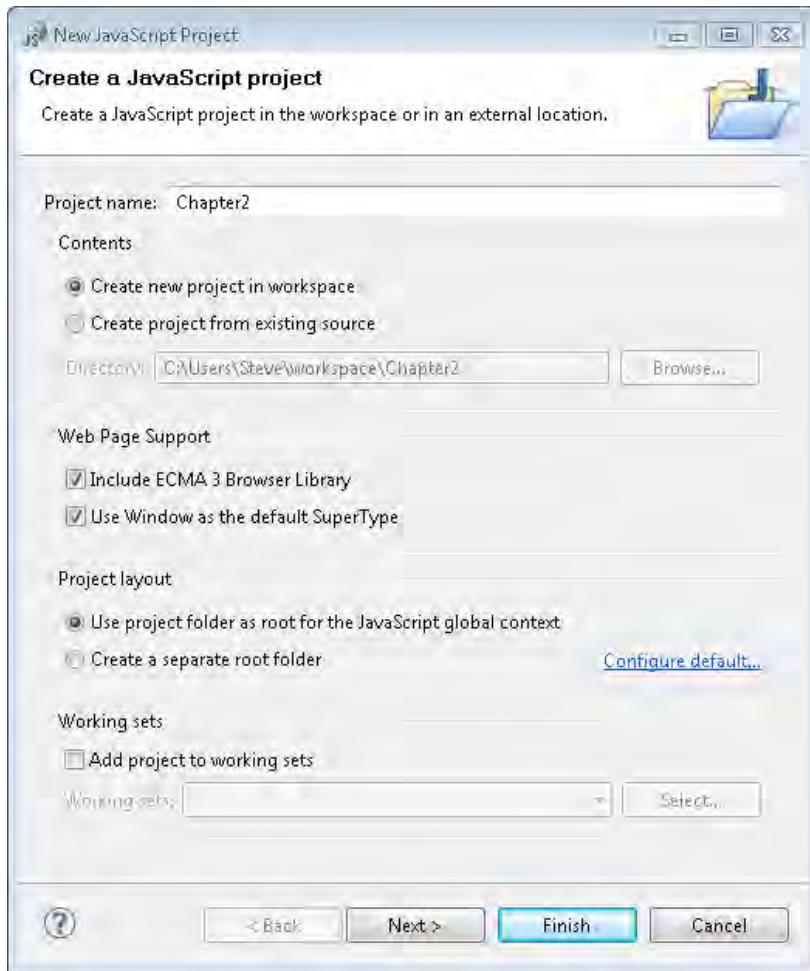 New JavaScript Project
Create a JavaScript project
Create a JavaScript project in the workspace or in an external location.
Project name: Chapter2
Contents
Create new project in workspace
Create project from existing source
Directory: C:\Users\Steve\workspace\Chapter2 Browse...
Web Page Support
Include ECMA 3 Browser Library
Use Window as the default SuperType
Project layout
Use project folder as root for the JavaScript global context
Create a separate root folder Configure default...
Working sets
Add project to working sets
Working sets: Select...
? < Back Next > Finish Cancel